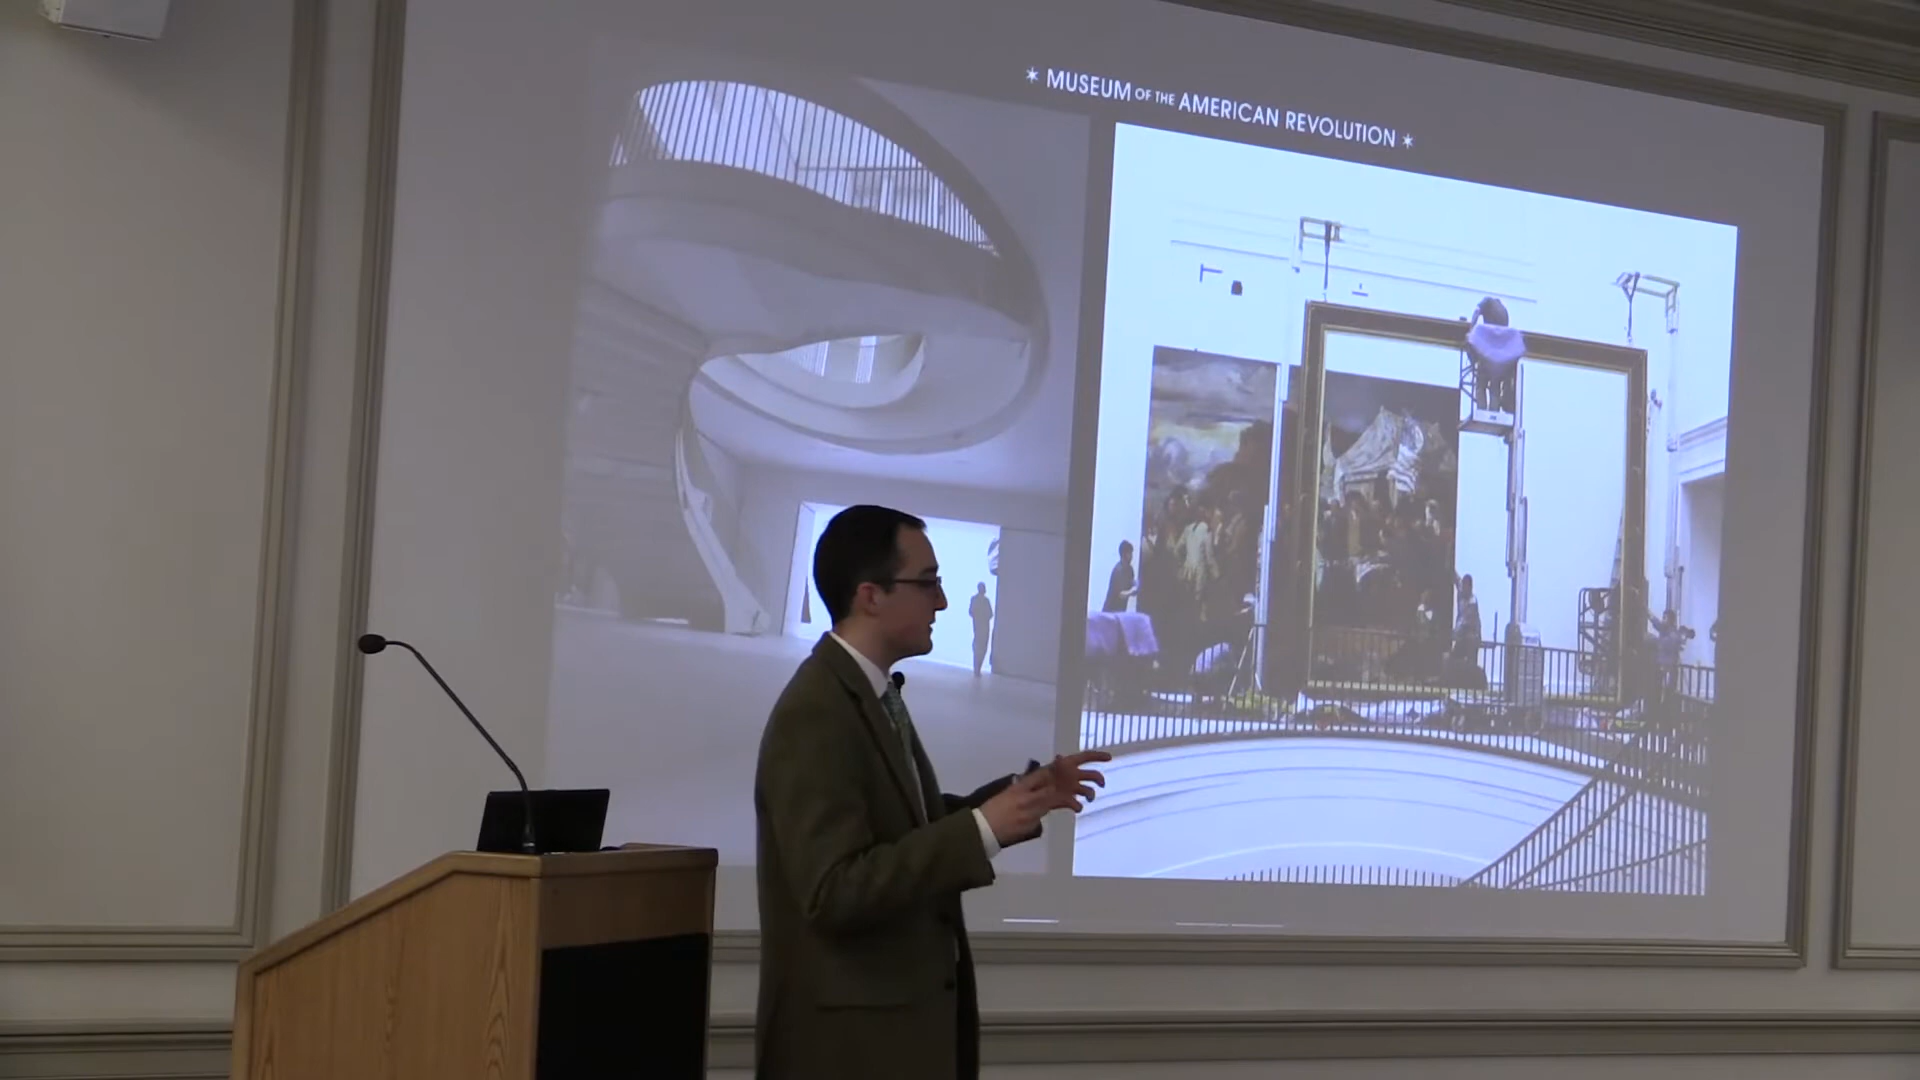 ✶ MUSEUM OF THE AMERICAN REVOLUTION ✶